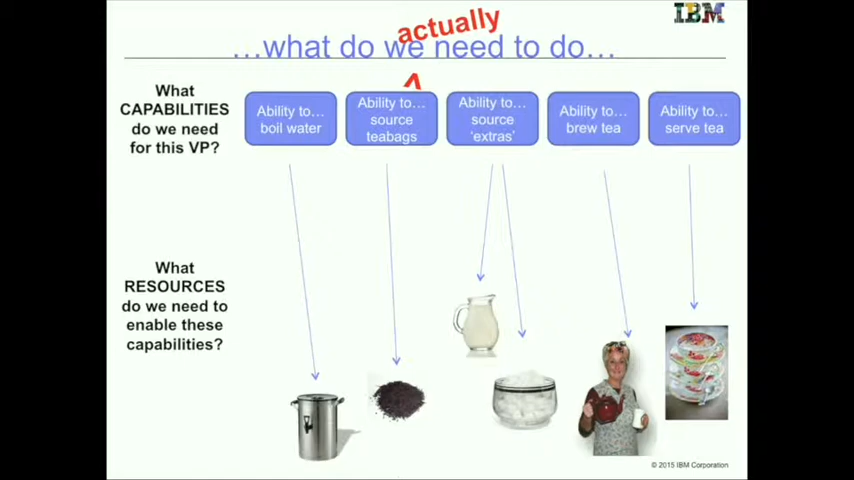 IBM
actually
…what do we need to do…
^
What
CAPABILITIES
do we need
for this VP?
Ability to…
boil water
Ability to…
source
teabags
Ability to…
source
‘extras’
Ability to…
brew tea
Ability to…
serve tea
What
RESOURCES
do we need to
enable these
capabilities?
© 2015 IBM Corporation